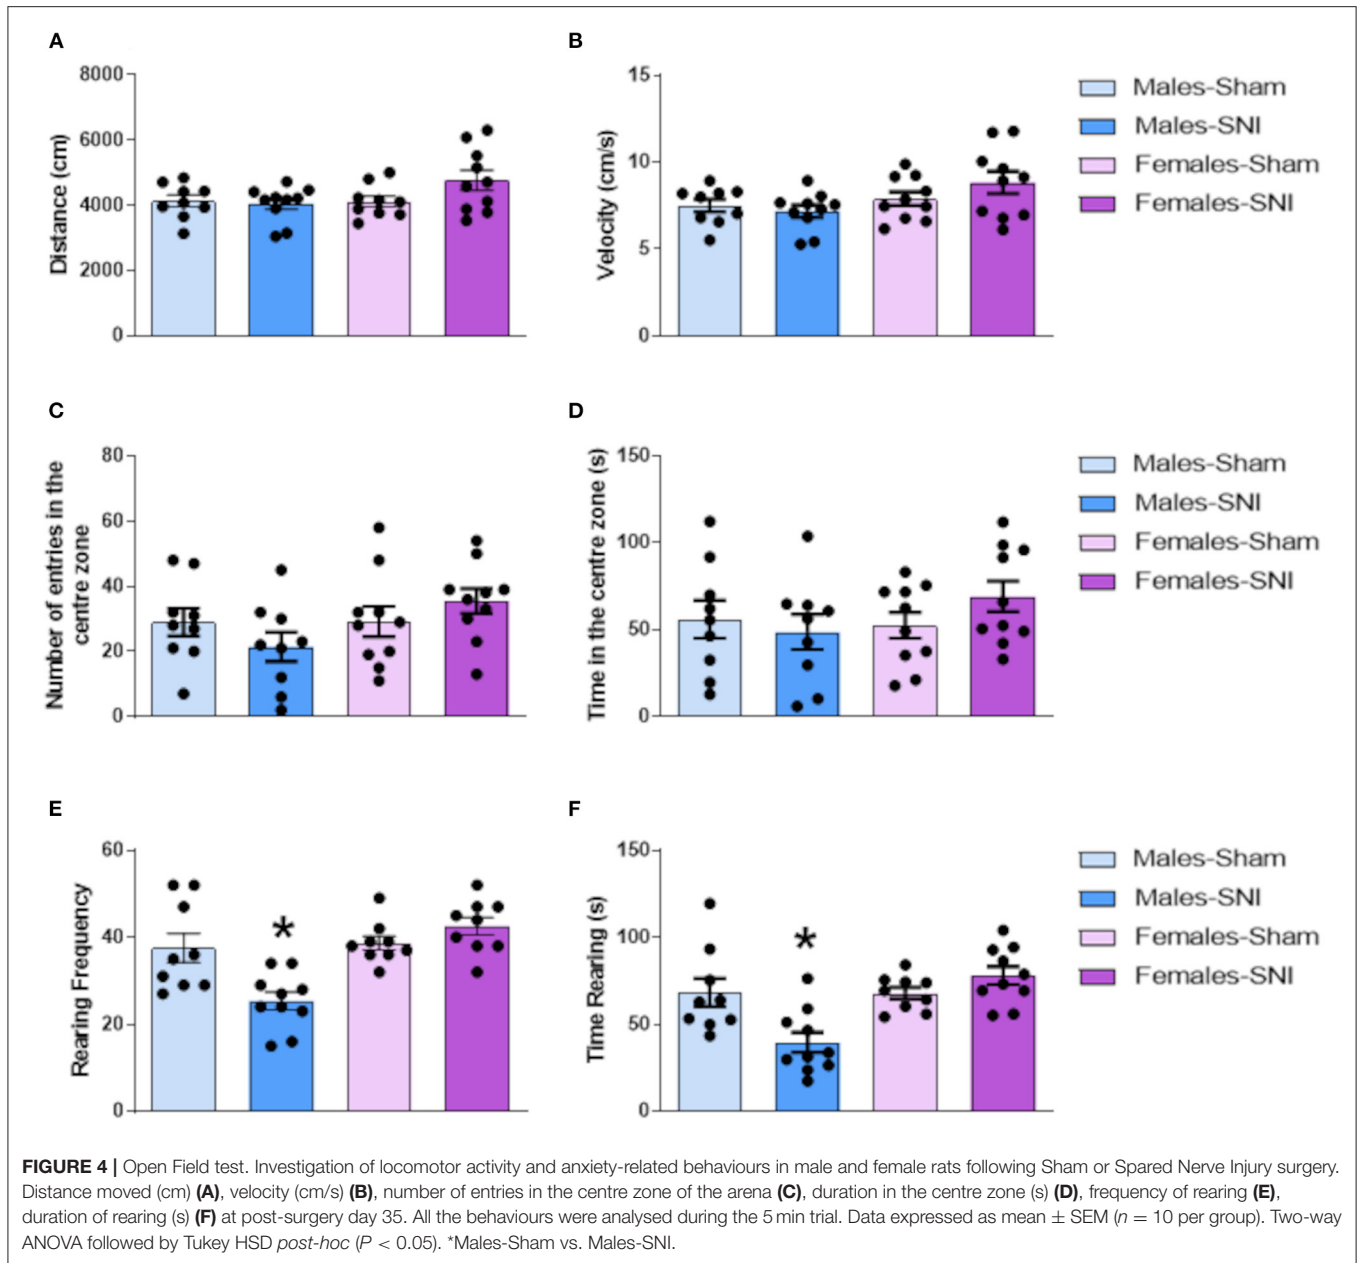 A
8000
6000
4000
2000
0
Distance (cm)
B
15
10
5
0
Velocity (cm/s)
Males-Sham
Males-SNI
Females-Sham
Females-SNI
C
80
60
40
20
0
Number of entries in the
centre zone
D
150
100
50
0
Time in the centre zone (s)
Males-Sham
Males-SNI
Females-Sham
Females-SNI
E
60
40
20
0
Rearing Frequency
*
F
150
100
50
0
Time Rearing (s)
*
Males-Sham
Males-SNI
Females-Sham
Females-SNI
FIGURE 4 | Open Field test. Investigation of locomotor activity and anxiety-related behaviours in male and female rats following Sham or Spared Nerve Injury surgery.
Distance moved (cm) (A), velocity (cm/s) (B), number of entries in the centre zone of the arena (C), duration in the centre zone (s) (D), frequency of rearing (E),
duration of rearing (s) (F) at post-surgery day 35. All the behaviours were analysed during the 5 min trial. Data expressed as mean ± SEM (n = 10 per group). Two-way
ANOVA followed by Tukey HSD post-hoc (P < 0.05). *Males-Sham vs. Males-SNI.